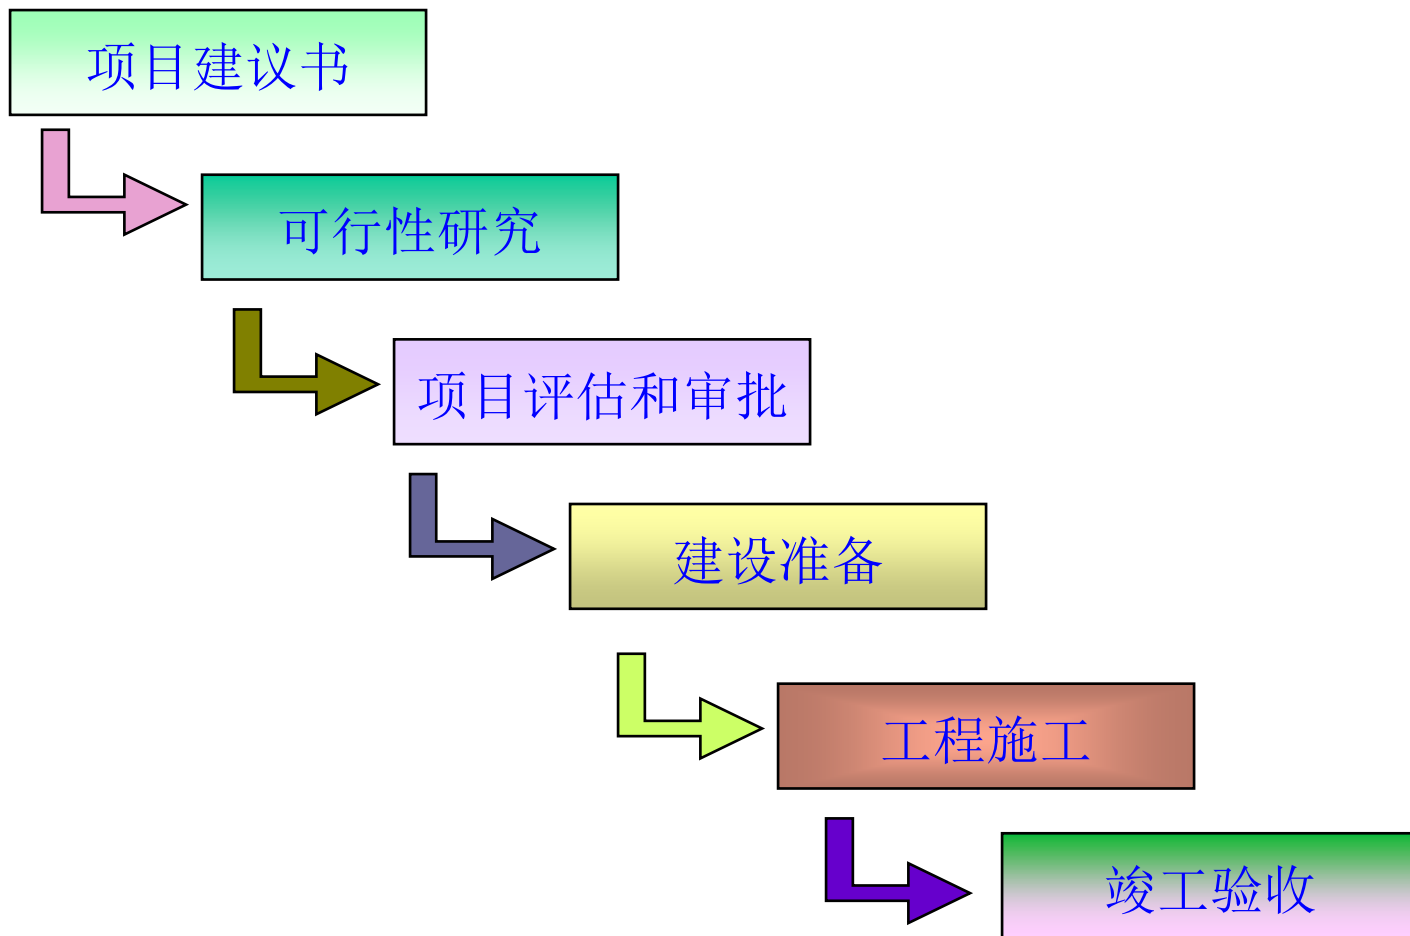 项目建议书
可行性研究
项目评估和审批
建设准备
工程施工
竣工验收